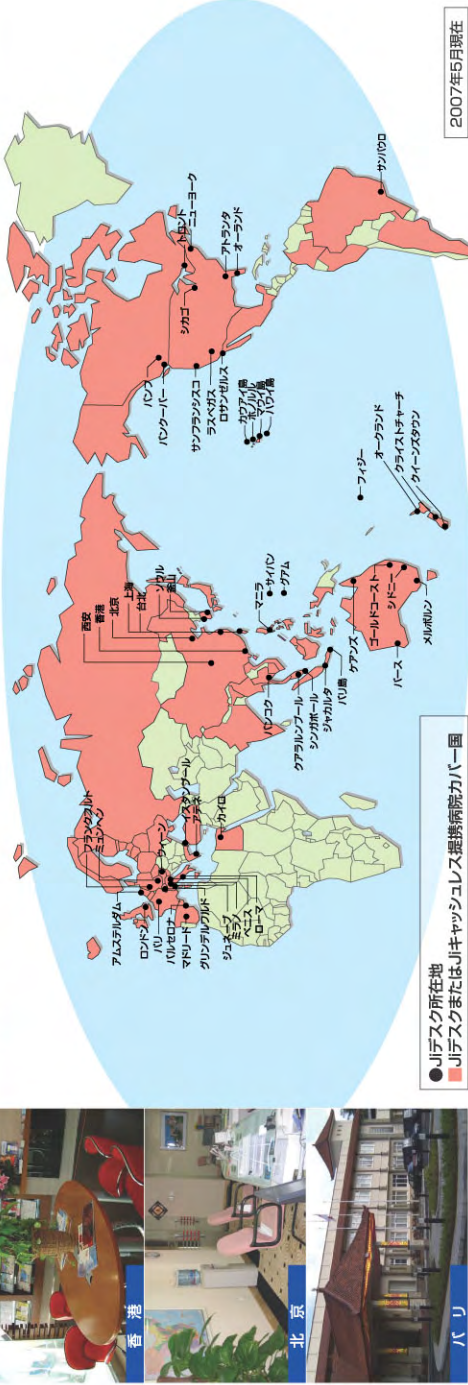 香港
北京
バリ
アムステルダム
フランクフルト
ミュンヘン
ロンドン
パリ
ウィーン
バルセロナ
マドリード
グリンデルワルド
ジュネーブ
ミラノ
ベニス
ローマ
イスタンブール
アテネ
カイロ
西安
香港
北京
上海
台北
ソウル
釜山
バンコク
クアラルンプール
シンガポール
ジャカルタ
バリ島
マニラ
サイパン
グアム
ケアンズ
ゴールドコースト
シドニー
パース
メルボルン
フィジー
オークランド
クライストチャーチ
クイーンズタウン
バンフ
バンクーバー
サンフランシスコ
ラスベガス
ロサンゼルス
カウアイ島
ホノルル
マウイ島
ハワイ島
シカゴ
トロント
ニューヨーク
アトランタ
オーランド
サンパウロ
●Jiデスク所在地
■JiデスクまたはJiキャッシュレス提携病院カバー国
2007年5月現在